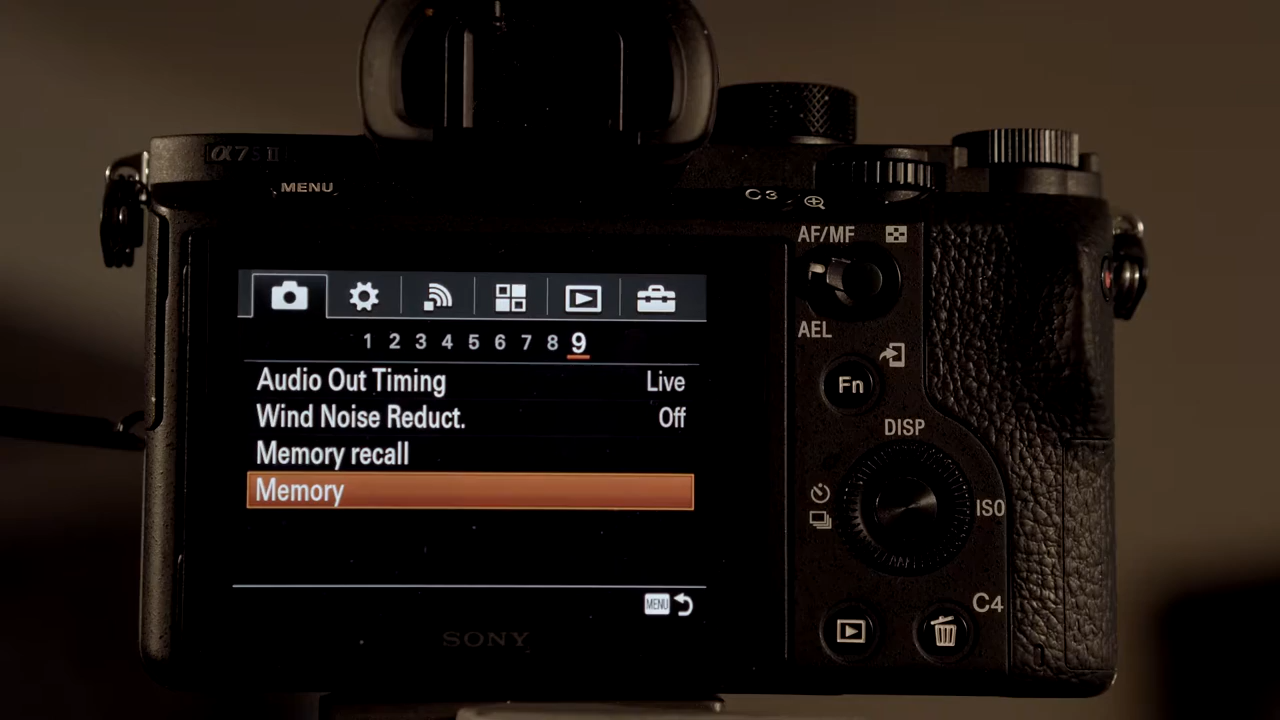 α7SII
MENU
C3
AF/MF
1 2 3 4 5 6 7 8 9
AEL
Audio Out Timing Live
Wind Noise Reduct. Off
Fn
Memory recall
DISP
Memory
ISO
MENU
C4
SONY